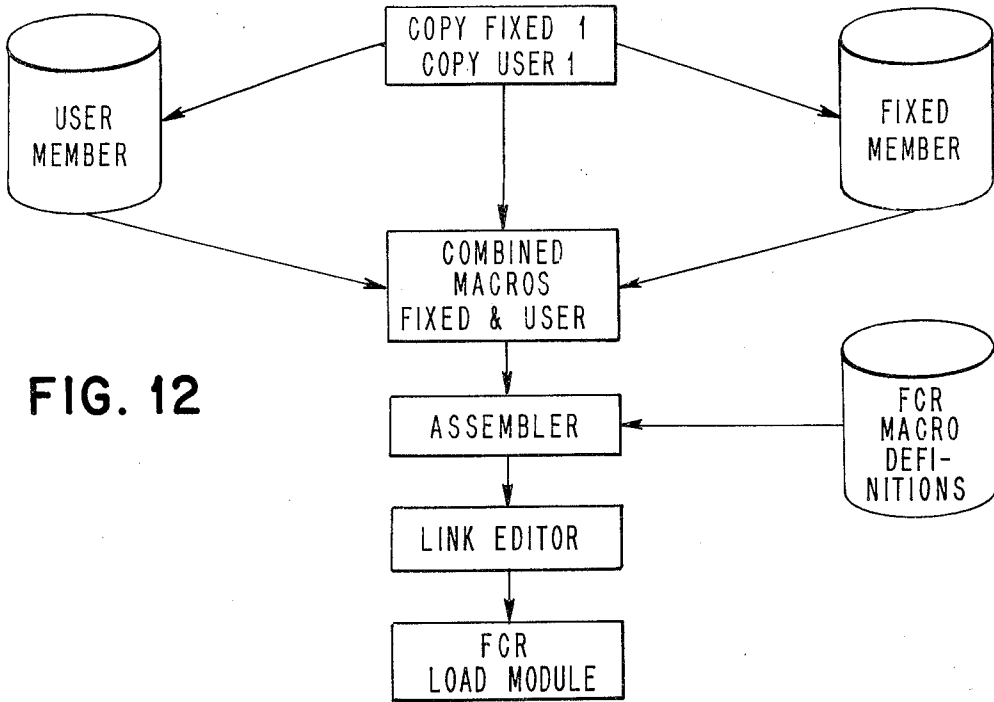 COPY FIXED 1
COPY USER 1
USER
MEMBER
FIXED
MEMBER
COMBINED
MACROS
FIXED & USER
FIG. 12
ASSEMBLER
FCR
MACRO
DEFI-
NITIONS
LINK EDITOR
FCR
LOAD MODULE